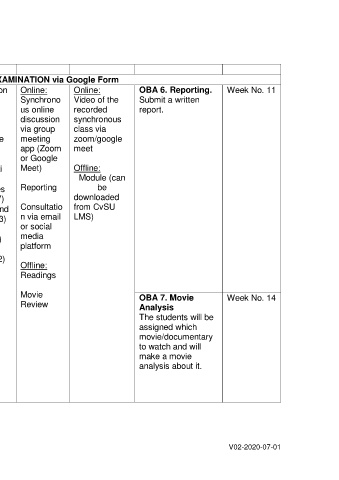 XAMINATION via Google Form
on
e
i
es
7)
nd
3)
)
2)
Online:
Synchrono
us online
discussion
via group
meeting
app (Zoom
or Google
Meet)
Reporting
Consultatio
n via email
or social
media
platform
Offline:
Readings
Movie
Review
Online:
Video of the
recorded
synchronous
class via
zoom/google
meet
Offline:
Module (can
be
downloaded
from CvSU
LMS)
OBA 6. Reporting.
Submit a written
report.
Week No. 11
OBA 7. Movie
Analysis
The students will be
assigned which
movie/documentary
to watch and will
make a movie
analysis about it.
Week No. 14
V02-2020-07-01